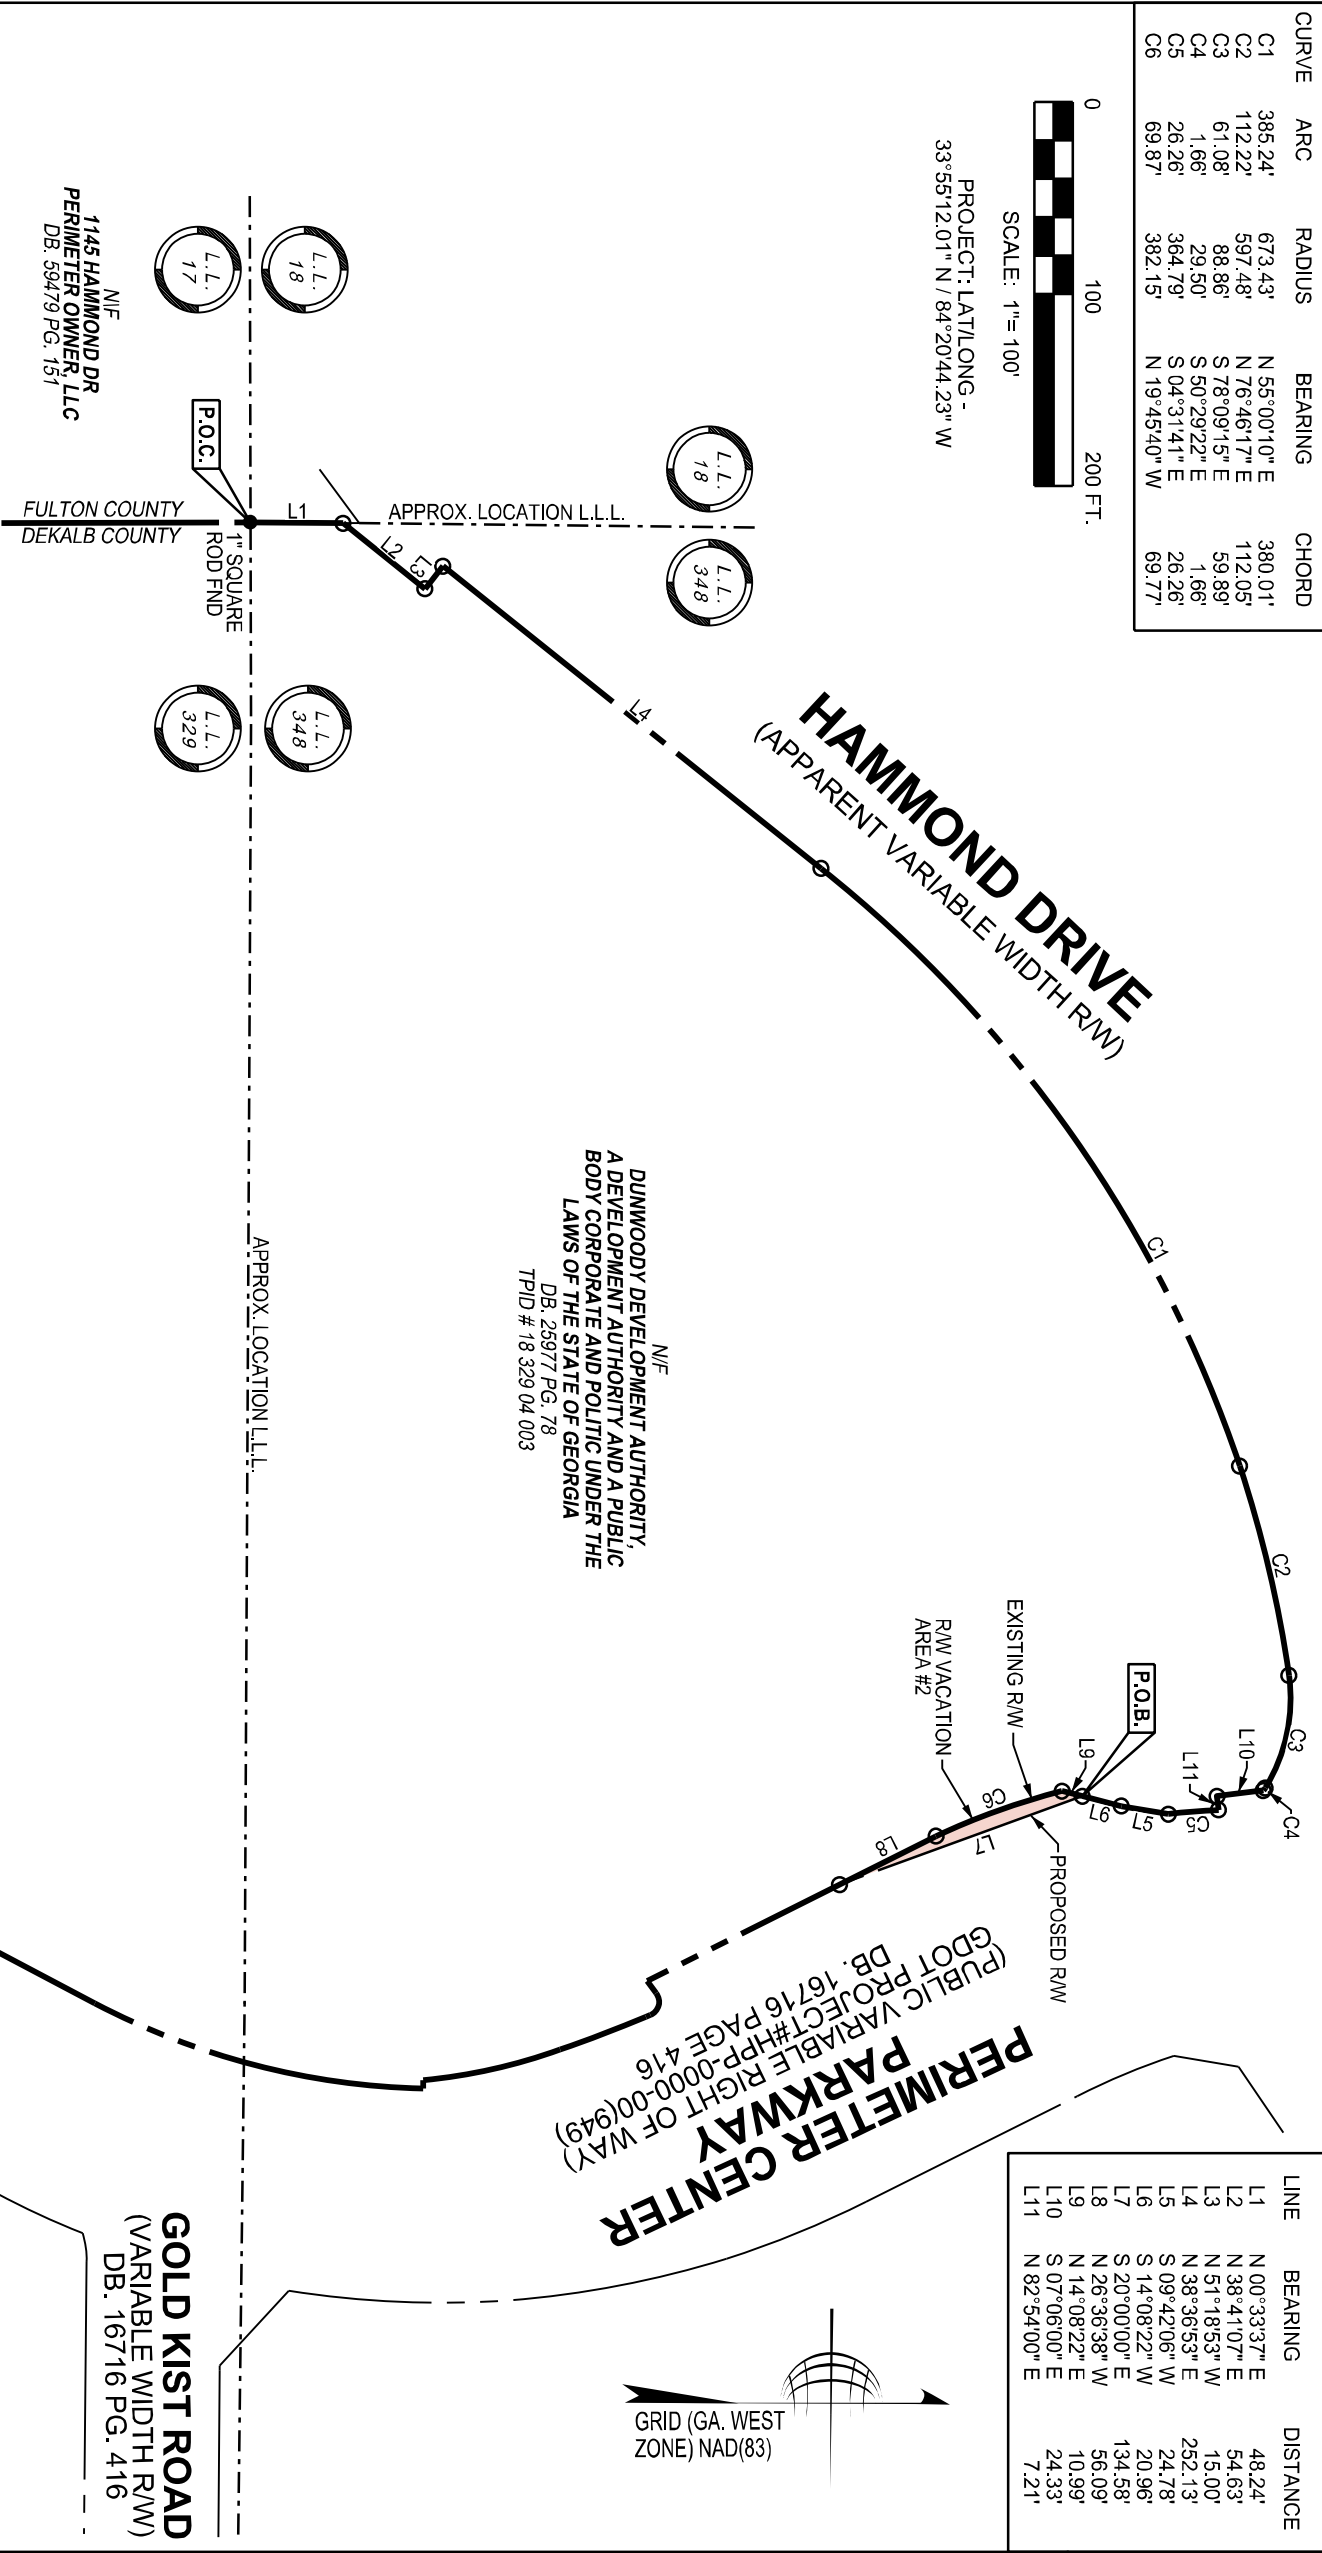 CURVE ARC RADIUS BEARING CHORD
C1 385.24' 673.43' N 55°00'10" E 380.01'
C2 112.22' 597.48' N 76°46'17" E 112.05'
C3 61.08' 88.86' S 78°09'15" E 59.89'
C4 1.66' 29.50' S 50°29'22" E 1.66'
C5 26.26' 364.79' S 04°31'41" E 26.26'
C6 69.87' 382.15' N 19°45'40" W 69.77'
0 100 200 FT.
SCALE: 1"= 100'
PROJECT: LAT/LONG -
33°55'12.01" N / 84°20'44.23" W
LINE BEARING DISTANCE
L1 N 00°33'37" E 48.24'
L2 N 38°41'07" E 54.63'
L3 N 51°18'53" W 15.00'
L4 N 38°36'53" E 252.13'
L5 S 09°42'06" W 24.78'
L6 S 14°08'22" W 20.96'
L7 S 20°00'00" E 134.58'
L8 N 26°36'38" W 56.09'
L9 N 14°08'22" E 10.99'
L10 S 07°06'00" E 24.33'
L11 N 82°54'00" E 7.21'
HAMMOND DRIVE
(APPARENT VARIABLE WIDTH R/W)
C1
C2
C3
C4
L10
L11
C5
L5
L6
L9
P.O.B.
EXISTING R/W
C6
L7
L8
PROPOSED R/W
R/W VACATION
AREA #2
L.L.
18
L.L.
348
APPROX. LOCATION L.L.L.
L4
L3
L2
L1
L.L.
18
L.L.
17
L.L.
348
L.L.
329
P.O.C.
1" SQUARE
ROD FND
FULTON COUNTY
DEKALB COUNTY
N/F
1145 HAMMOND DR
PERIMETER OWNER, LLC
DB. 59479 PG. 151
N/F
DUNWOODY DEVELOPMENT AUTHORITY,
A DEVELOPMENT AUTHORITY AND A PUBLIC
BODY CORPORATE AND POLITIC UNDER THE
LAWS OF THE STATE OF GEORGIA
DB. 25977 PG. 78
TPID # 18 329 04 003
APPROX. LOCATION L.L.L.
PERIMETER CENTER
PARKWAY
(PUBLIC VARIABLE RIGHT OF WAY)
GDOT PROJECT#HPP-0000-00(949)
DB. 16716 PAGE 416
GRID (GA. WEST
ZONE) NAD(83)
GOLD KIST ROAD
(VARIABLE WIDTH R/W)
DB. 16716 PG. 416